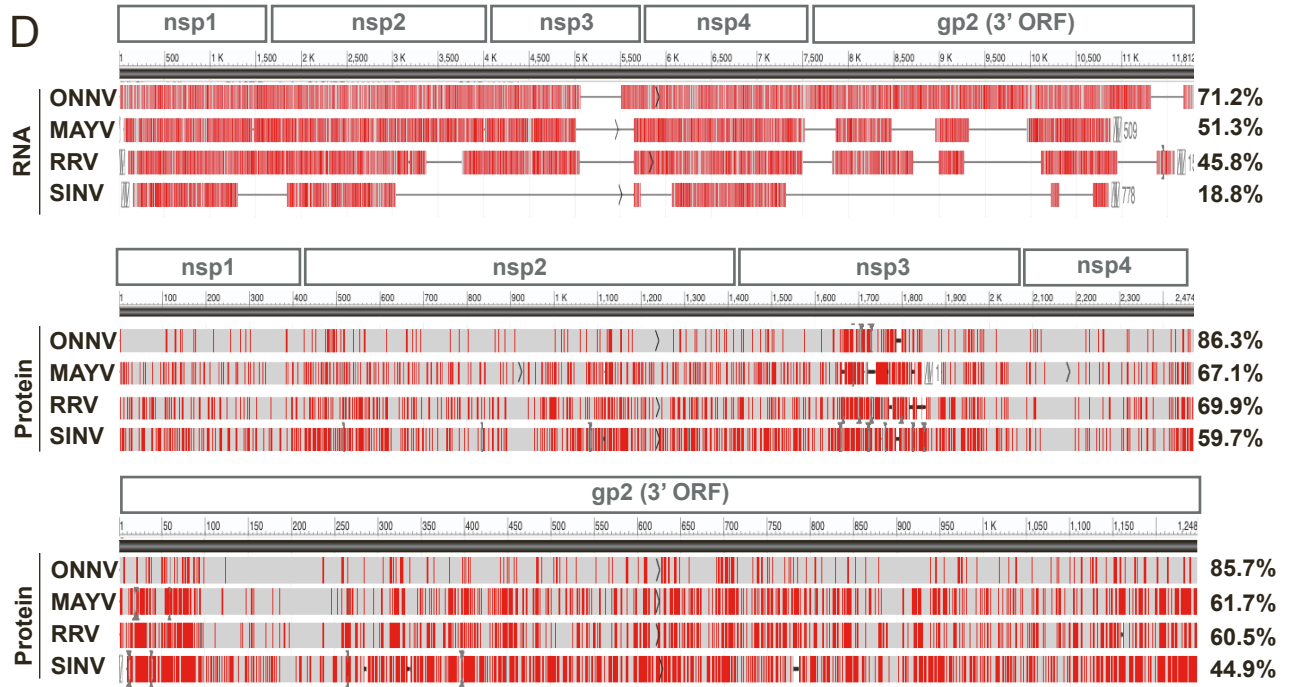 D
nsp1 nsp2 nsp3 nsp4 gp2 (3' ORF)
1 500 1 K 1,500 2 K 2,500 3 K 3,500 4 K 4,500 5 K 5,500 6 K 6,500 7 K 7,500 8 K 8,500 9 K 9,500 10 K 10,500 11 K 11,812
RNA
ONNV 71.2%
MAYV 509 51.3%
RRV 45.8%
SINV 778 18.8%
nsp1 nsp2 nsp3 nsp4
1 100 200 300 400 500 600 700 800 900 1 K 1,100 1,200 1,300 1,400 1,500 1,600 1,700 1,800 1,900 2 K 2,100 2,200 2,300 2,474
Protein
ONNV 86.3%
MAYV 1 67.1%
RRV 69.9%
SINV 59.7%
gp2 (3' ORF)
1 50 100 150 200 250 300 350 400 450 500 550 600 650 700 750 800 850 900 950 1 K 1,050 1,100 1,150 1,248
Protein
ONNV 85.7%
MAYV 61.7%
RRV 60.5%
SINV 44.9%